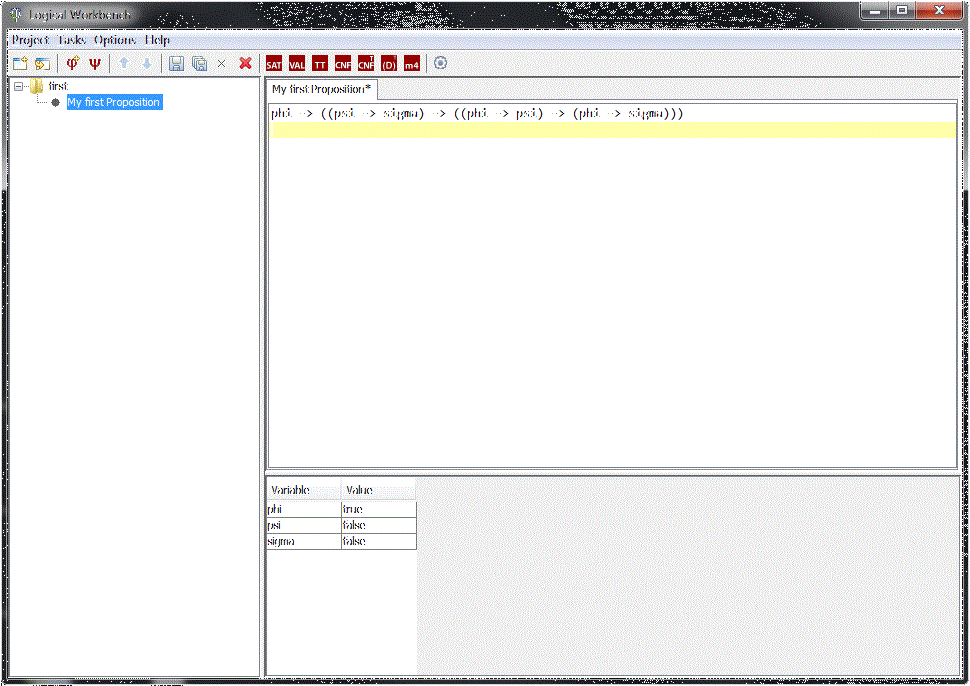 Logical Workbench
Project Tasks Options Help
φ Ψ SAT VAL TT CNF CNF (D) m4
first
My first Proposition
My first Proposition*
phi -> ((psi -> sigma) -> ((phi -> psi) -> (phi -> sigma)))
Variable Value
phi true
psi false
sigma false